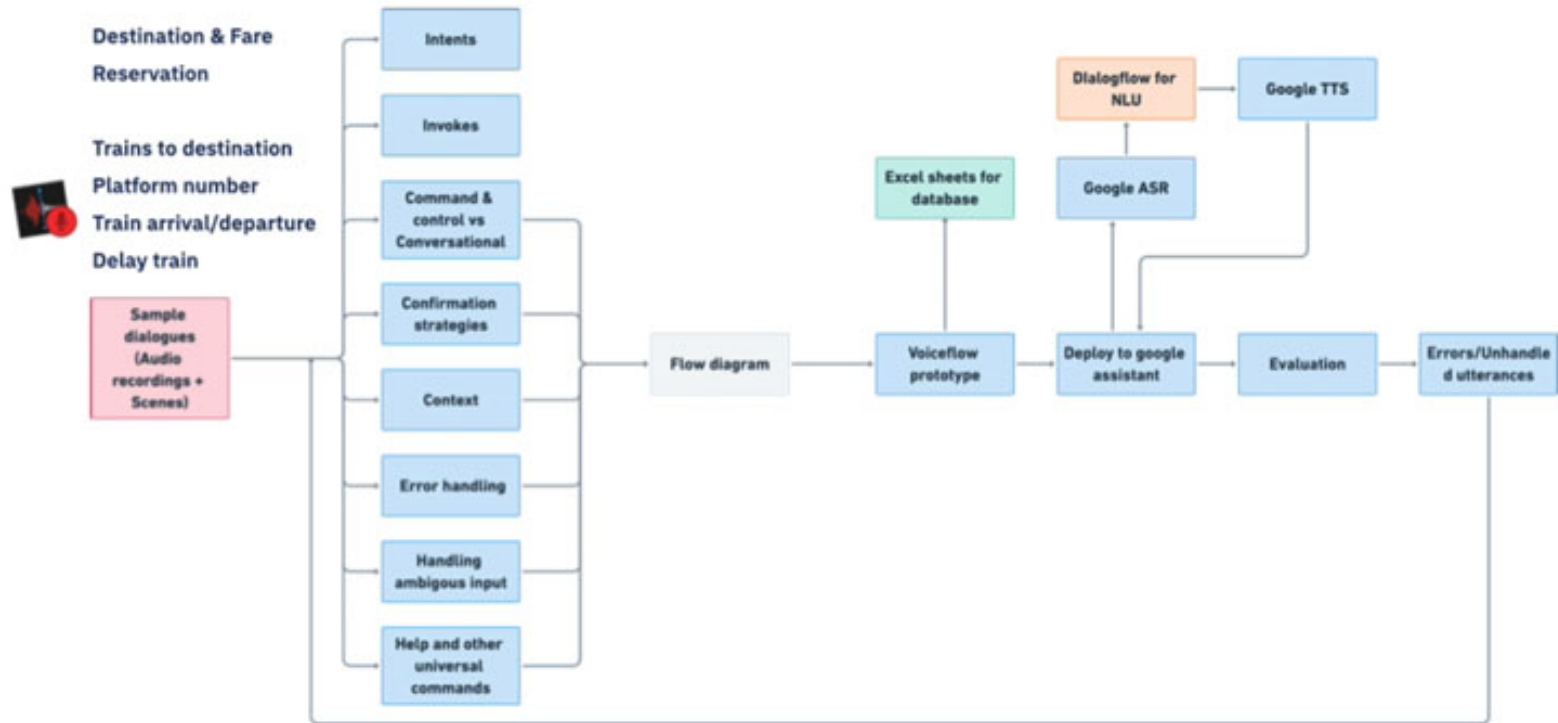 Destination & Fare
Reservation
Trains to destination
Platform number
Train arrival/departure
Delay train
Sample
dialogues
(Audio
recordings +
Scenes)
Intents
Invokes
Command &
control vs
Conversational
Confirmation
strategies
Context
Error handling
Handling
ambigous input
Help and other
universal
commands
Flow diagram
Excel sheets for
database
Voiceflow
prototype
Dialogflow for
NLU
Google TTS
Google ASR
Deploy to google
assistant
Evaluation
Errors/Unhandle
d utterances